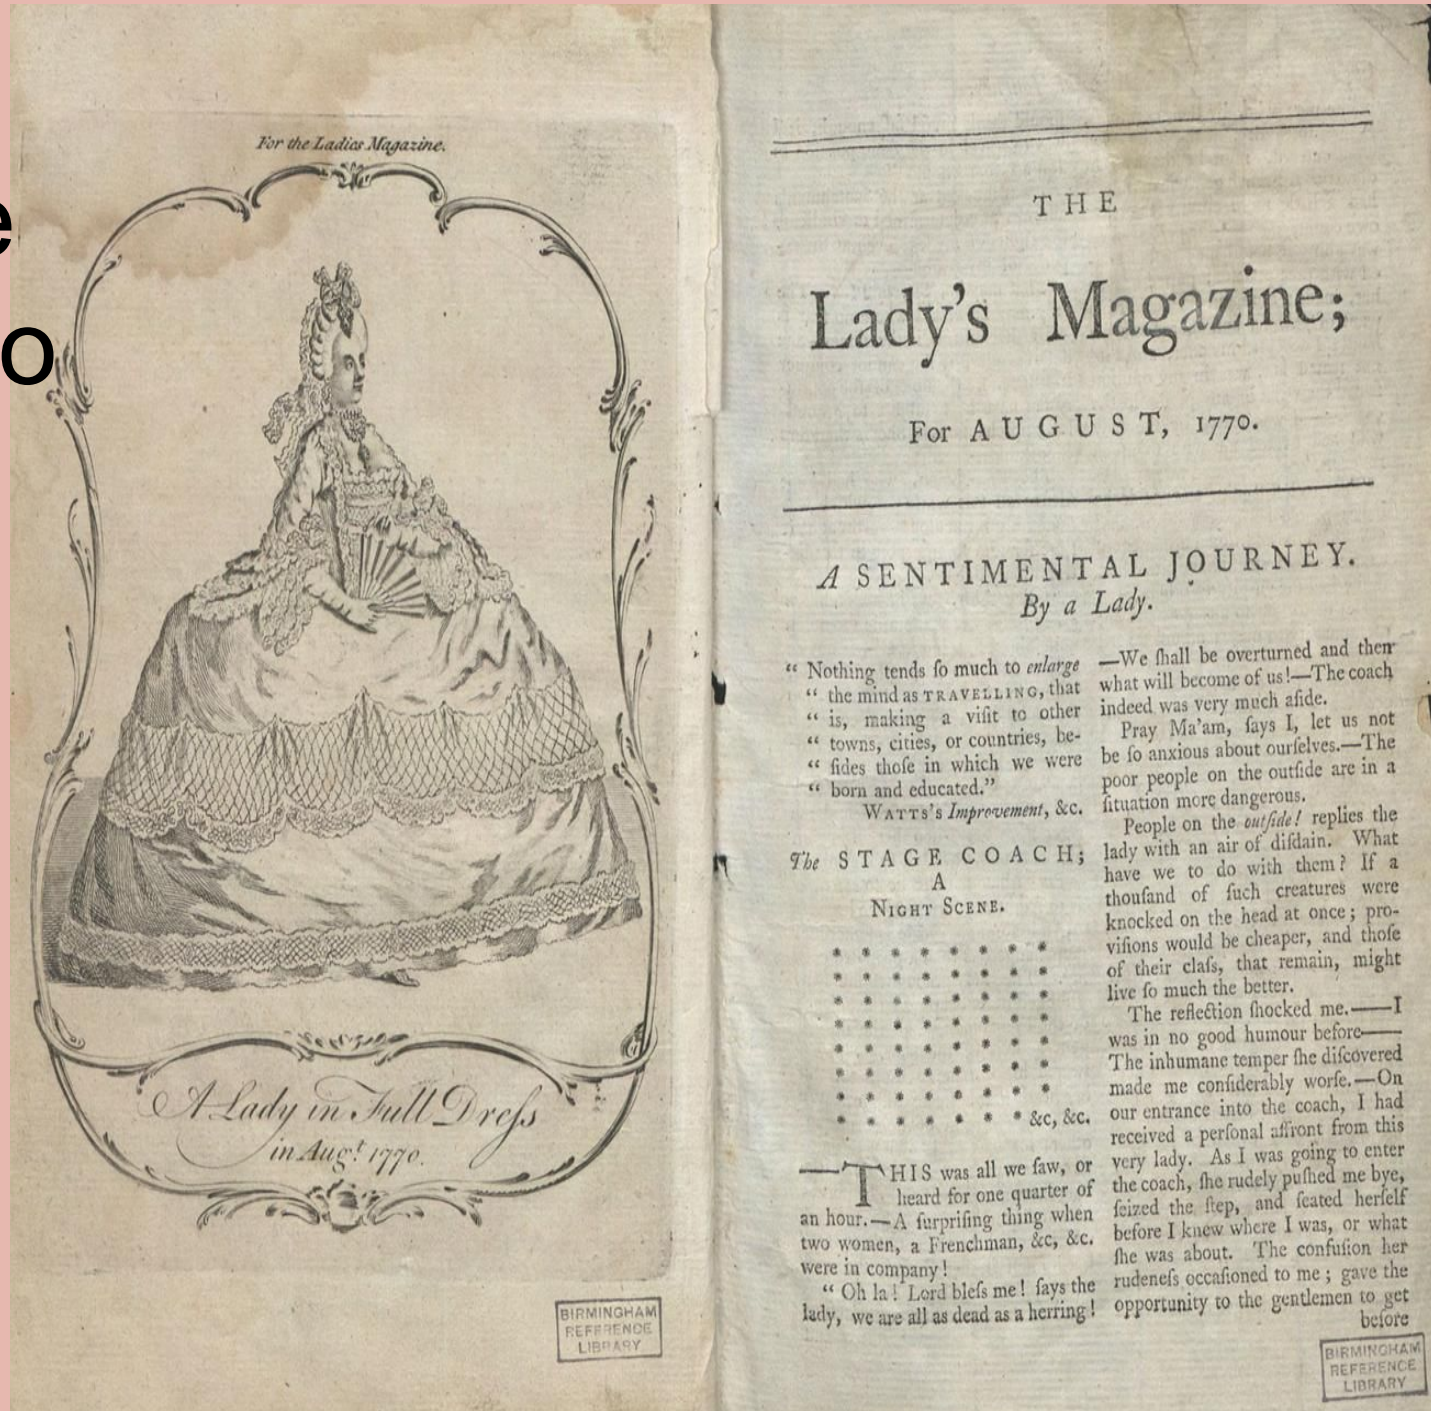 e
o
For the Ladies Magazine.
A Lady in Full Dreſs
in Augt. 1770.
BIRMINGHAM
REFERENCE
LIBRARY
THE
Lady's Magazine;
For AUGUST, 1770.
A SENTIMENTAL JOURNEY.
By a Lady.
“ Nothing tends ſo much to enlarge
“ the mind as TRAVELLING, that
“ is, making a viſit to other
“ towns, cities, or countries, be-
“ ſides thoſe in which we were
“ born and educated.”
WATTS's Improvement, &c.
The STAGE COACH;
A
NIGHT SCENE.
* * * * * * * *
* * * * * * * *
* * * * * * * *
* * * * * * * *
* * * * * * * *
* * * * * * * *
* * * * * * * *
* * * * * * * &c, &c.
—THIS was all we ſaw, or
heard for one quarter of
an hour.—A ſurpriſing thing when
two women, a Frenchman, &c, &c.
were in company!
“ Oh la! Lord bleſs me! ſays the
lady, we are all as dead as a herring!
—We ſhall be overturned and then
what will become of us!—The coach
indeed was very much aſide.
Pray Ma'am, ſays I, let us not
be ſo anxious about ourſelves.—The
poor people on the outſide are in a
ſituation more dangerous.
People on the outſide! replies the
lady with an air of diſdain. What
have we to do with them? If a
thouſand of ſuch creatures were
knocked on the head at once; pro-
viſions would be cheaper, and thoſe
of their claſs, that remain, might
live ſo much the better.
The reflection ſhocked me.——I
was in no good humour before——
The inhumane temper ſhe diſcovered
made me conſiderably worſe.—On
our entrance into the coach, I had
received a perſonal affront from this
very lady. As I was going to enter
the coach, ſhe rudely puſhed me bye,
ſeized the ſtep, and ſeated herſelf
before I knew where I was, or what
ſhe was about. The confuſion her
rudeneſs occaſioned to me; gave the
opportunity to the gentlemen to get
before
BIRMINGHAM
REFERENCE
LIBRARY